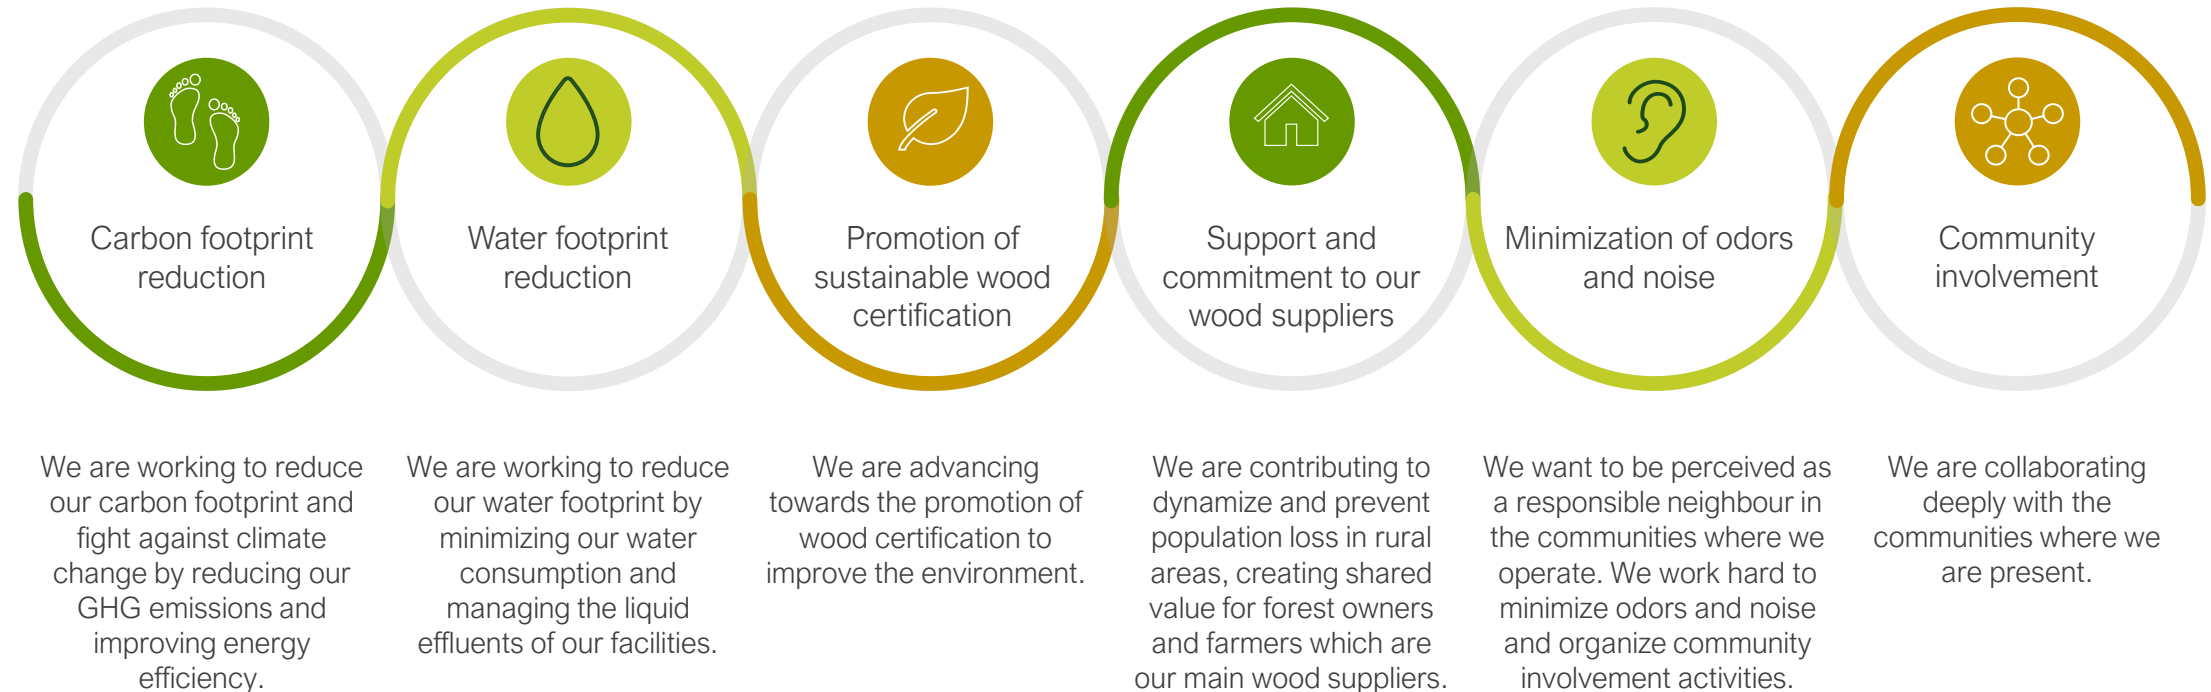 Carbon footprint
reduction
Water footprint
reduction
Promotion of
sustainable wood
certification
Support and
commitment to our
wood suppliers
Minimization of odors
and noise
Community
involvement
We are working to reduce
our carbon footprint and
fight against climate
change by reducing our
GHG emissions and
improving energy
efficiency.
We are working to reduce
our water footprint by
minimizing our water
consumption and
managing the liquid
effluents of our facilities.
We are advancing
towards the promotion of
wood certification to
improve the environment.
We are contributing to
dynamize and prevent
population loss in rural
areas, creating shared
value for forest owners
and farmers which are
our main wood suppliers.
We want to be perceived as
a responsible neighbour in
the communities where we
operate. We work hard to
minimize odors and noise
and organize community
involvement activities.
We are collaborating
deeply with the
communities where we
are present.